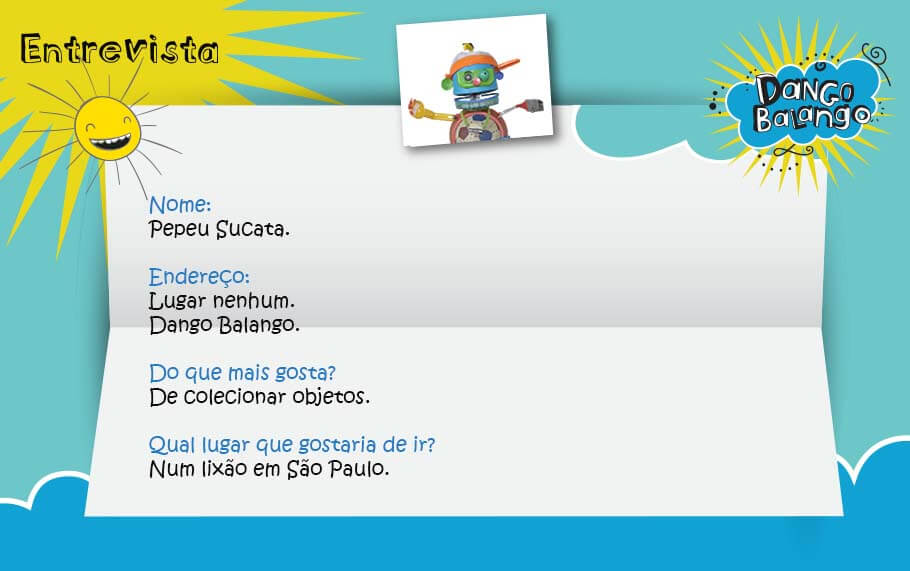 Entrevista
Dango
Balango
Nome:
Pepeu Sucata.
Endereço:
Lugar nenhum.
Dango Balango.
Do que mais gosta?
De colecionar objetos.
Qual lugar que gostaria de ir?
Num lixão em São Paulo.